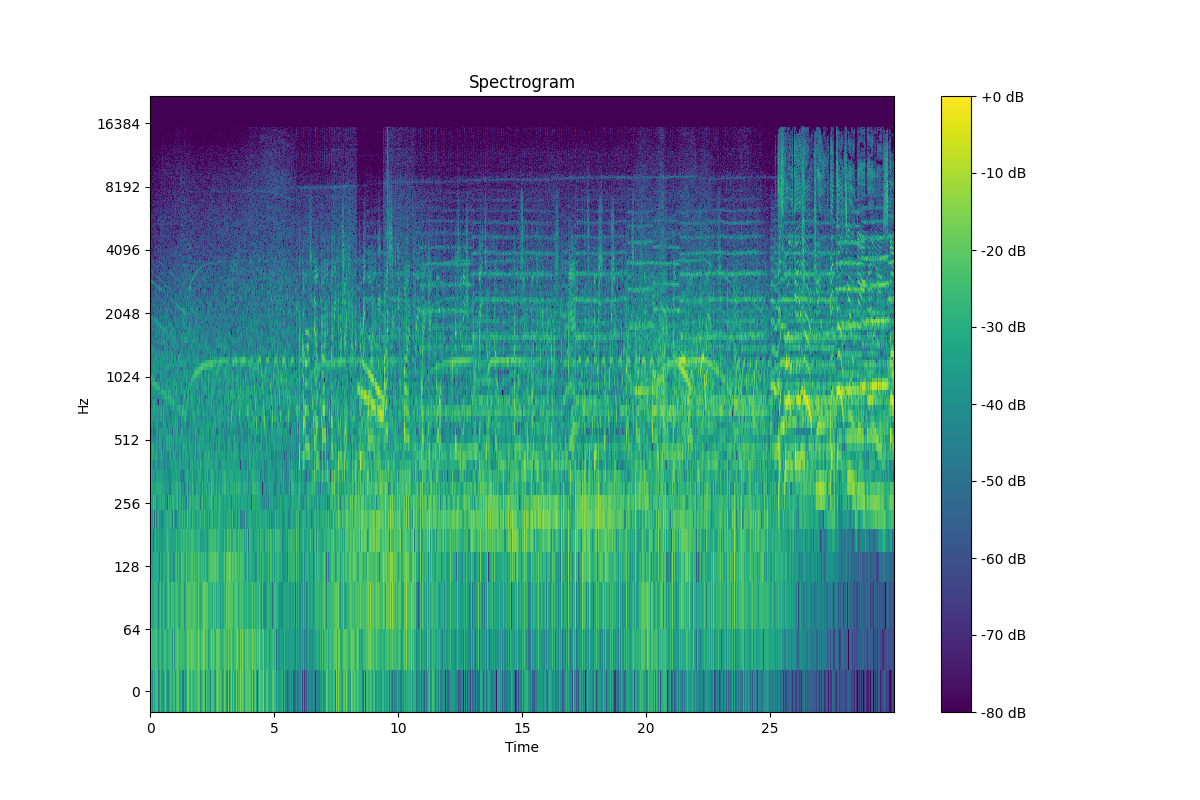 Spectrogram
16384
8192
4096
2048
1024
512
256
128
64
0
Hz
0
5
10
15
20
25
Time
+0 dB
-10 dB
-20 dB
-30 dB
-40 dB
-50 dB
-60 dB
-70 dB
-80 dB